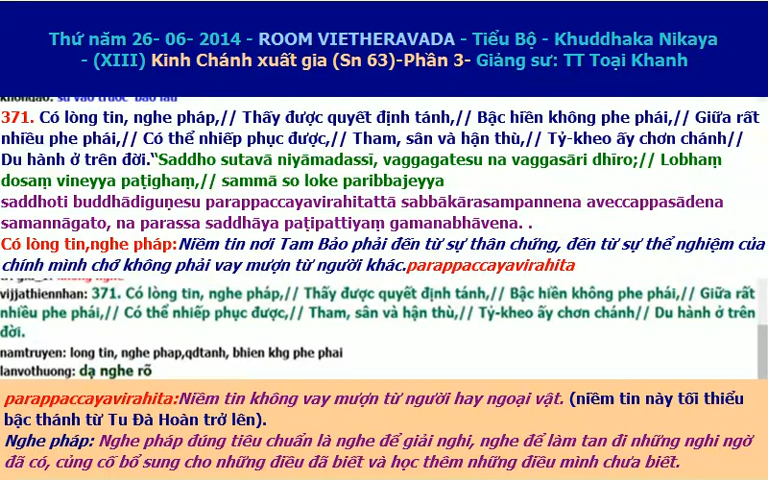 Thứ năm 26- 06- 2014 - ROOM VIETHERAVADA - Tiểu Bộ - Khuddhaka Nikaya
- (XIII) Kinh Chánh xuất gia (Sn 63)-Phần 3- Giảng sư: TT Toại Khanh
371. Có lòng tin, nghe pháp,// Thấy được quyết định tánh,// Bậc hiền không phe phái,// Giữa rất
nhiều phe phái,// Có thể nhiếp phục được,// Tham, sân và hận thù,// Tỷ-kheo ấy chơn chánh//
Du hành ở trên đời."Saddho sutavā niyāmadassī, vaggagatesu na vaggasāri dhīro;// Lobhaṃ
dosaṃ vineyya paṭighaṃ,// sammā so loke paribbajeyya
saddhoti buddhādiguṇesu parappaccayavirahitattā sabbākārasampannena aveccappasādena
samannāgato, na parassa saddhāya paṭipattiyaṃ gamanabhāvena. .
Có lòng tin,nghe pháp:Niềm tin nơi Tam Bảo phải đến từ sự thân chứng, đến từ sự thể nghiệm của
chính mình chớ không phải vay mượn từ người khác.parappaccayavirahita
vijjathiennhan: 371. Có lòng tin, nghe pháp,// Thấy được quyết định tánh,// Bậc hiền không phe phái,// Giữa rất
nhiều phe phái,// Có thể nhiếp phục được,// Tham, sân và hận thù,// Tỷ-kheo ấy chơn chánh// Du hành ở trên
đời.
namtruyen: long tin, nghe phap,qdtanh, bhien khg phe phai
lanvothuong: dạ nghe rõ
parappaccayavirahita:Niềm tin không vay mượn từ người hay ngoại vật. (niềm tin này tối thiểu
bậc thánh từ Tu Đà Hoàn trở lên).
Nghe pháp: Nghe pháp đúng tiêu chuẩn là nghe để giải nghi, nghe để làm tan đi những nghi ngờ
đã có, củng cố bổ sung cho những điều đã biết và học thêm những điều mình chưa biết.